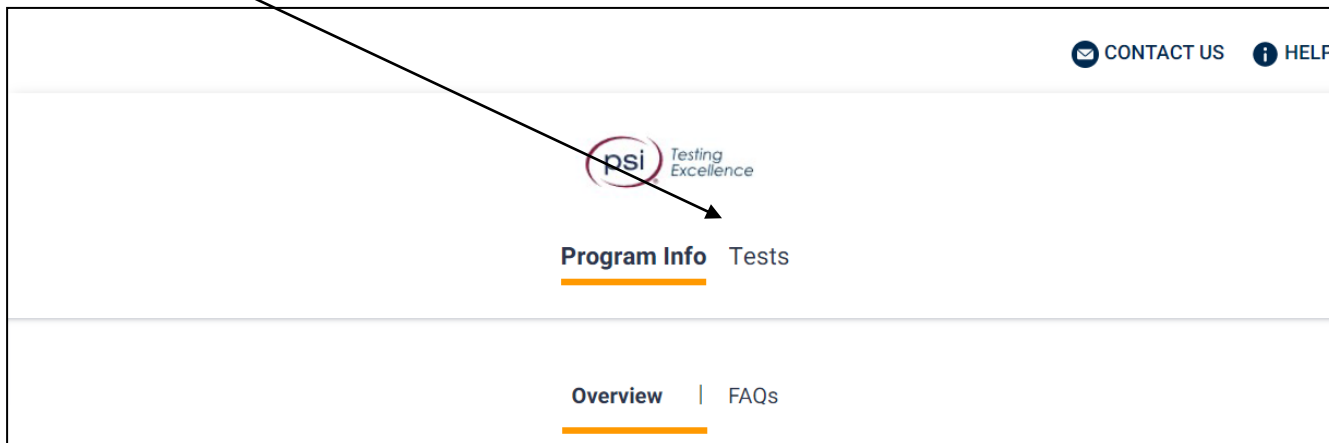 CONTACT US HELP
psi Testing
Excellence
Program Info Tests
Overview | FAQs